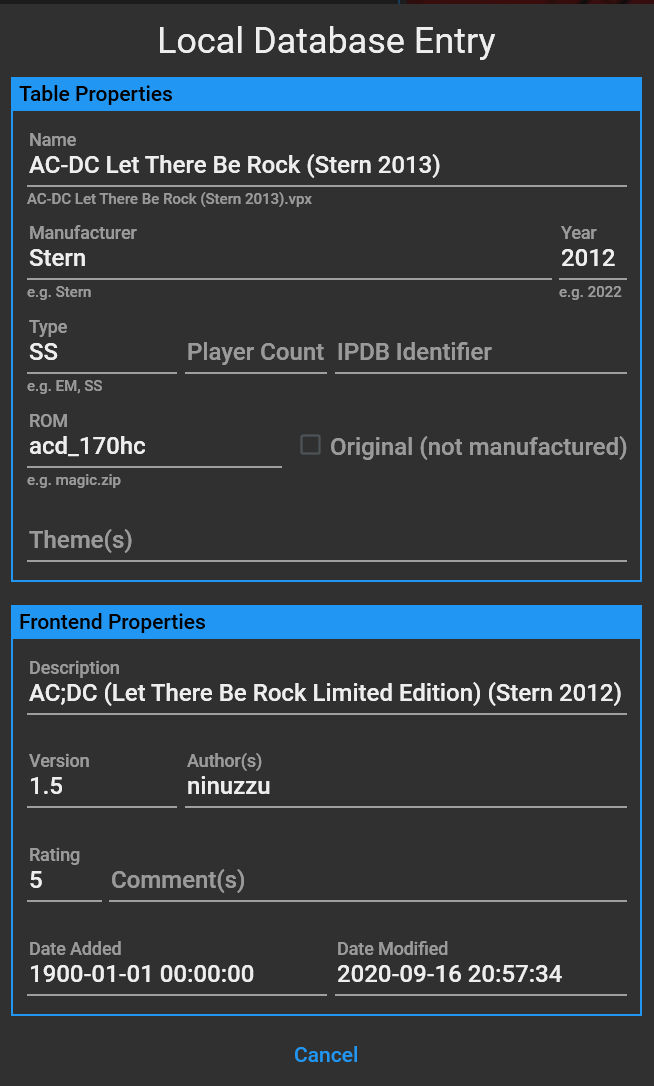 Local Database Entry
Table Properties
Name
AC-DC Let There Be Rock (Stern 2013)
AC-DC Let There Be Rock (Stern 2013).vpx
Manufacturer Year
Stern 2012
e.g. Stern e.g. 2022
Type
SS Player Count IPDB Identifier
e.g. EM, SS
ROM
acd_170hc Original (not manufactured)
e.g. magic.zip
Theme(s)
Frontend Properties
Description
AC;DC (Let There Be Rock Limited Edition) (Stern 2012)
Version Author(s)
1.5 ninuzzu
Rating
5 Comment(s)
Date Added Date Modified
1900-01-01 00:00:00 2020-09-16 20:57:34
Cancel